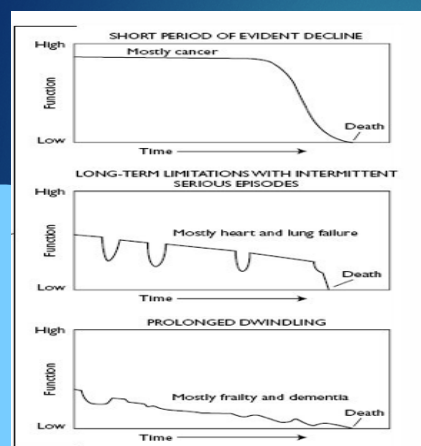 SHORT PERIOD OF EVIDENT DECLINE
High
Mostly cancer
Function
Death
Low
Time
LONG-TERM LIMITATIONS WITH INTERMITTENT
SERIOUS EPISODES
High
Mostly heart and lung failure
Function
Death
Low
Time
PROLONGED DWINDLING
High
Function
Mostly frailty and dementia
Death
Low
Time